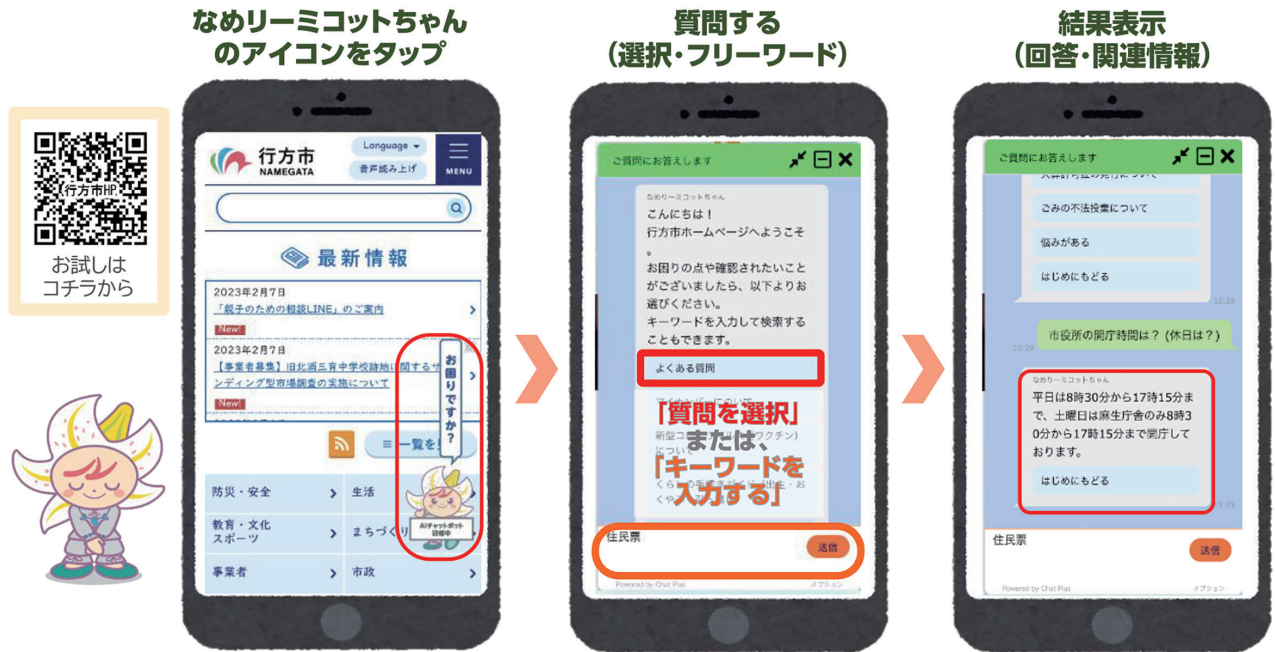 なめリーミコットちゃん
のアイコンをタップ
質問する
（選択・フリーワード）
結果表示
（回答・関連情報）
行方市HP
お試しは
コチラから
行方市
NAMEGATA
Language
音声読み上げ
MENU
最新情報
2023年2月7日
「親子のための相談LINE」のご案内
New!
2023年2月7日
【事業者募集】旧北浦三育中学校跡地に関するサ
ンディング型市場調査の実施について
New!
一覧を
お困りですか？
防災・安全
生活
教育・文化
スポーツ
まちづくり
事業者
市政
AIチャットボット
研修中
ご質問にお答えします
なめりーミコットちゃん
こんにちは！
行方市ホームページへようこそ
。
お困りの点や確認されたいこと
がございましたら、以下よりお
選びください。
キーワードを入力して検索する
こともできます。
よくある質問
「質問を選択」
または、
「キーワードを
入力する」
住民票
送信
Powered by Chat Plus
オプション
ご質問にお答えします
ごみの不法投棄について
悩みがある
はじめにもどる
15:29
市役所の開庁時間は？ (休日は？)
15:29
なめりーミコットちゃん
平日は8時30分から17時15分ま
で、土曜日は麻生庁舎のみ8時3
0分から17時15分まで開庁して
おります。
はじめにもどる
15:29
住民票
送信
Powered by Chat Plus
オプション